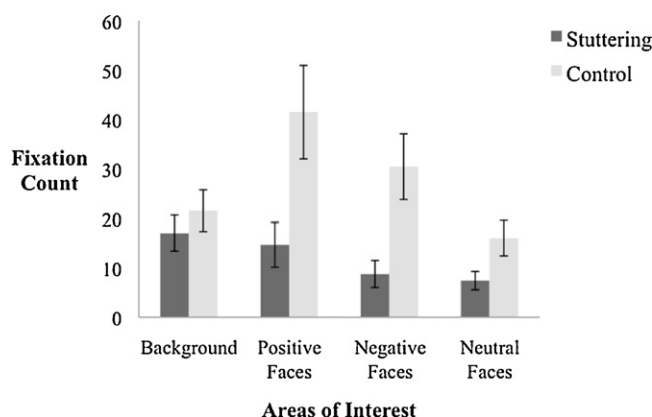 60
50
40
30
20
10
0
Fixation
Count
Stuttering
Control
Background
Positive
Faces
Negative
Faces
Neutral
Faces
Areas of Interest